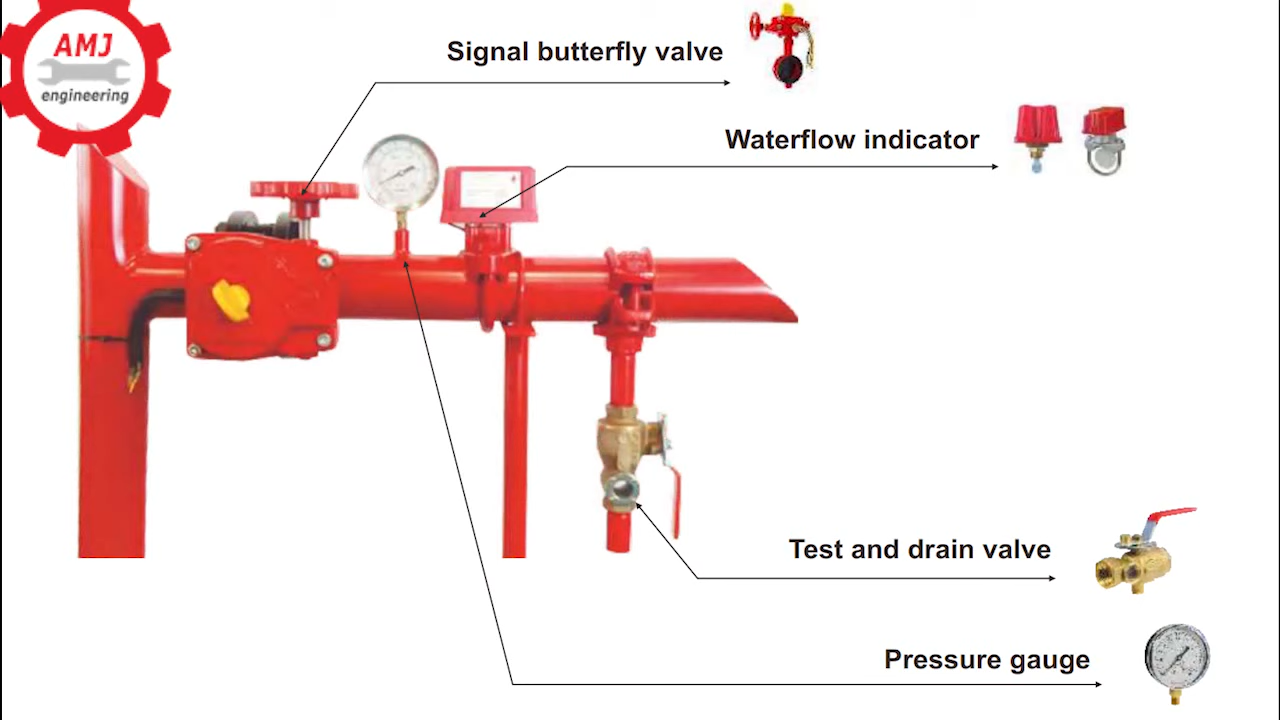 AMJ
engineering
Signal butterfly valve
Waterflow indicator
Test and drain valve
Pressure gauge